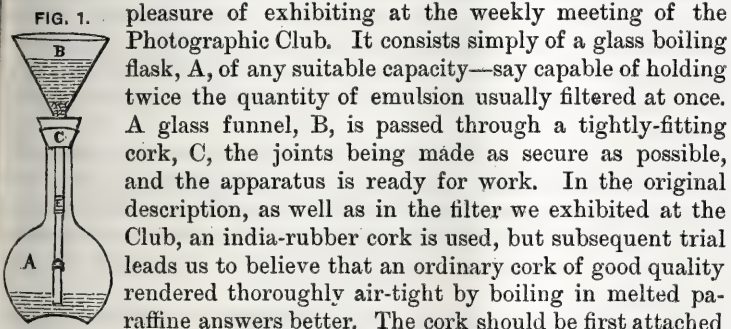 FIG. 1.
B
C
E
A
pleasure of exhibiting at the weekly meeting of the
Photographic Club. It consists simply of a glass boiling
flask, A, of any suitable capacity—say capable of holding
twice the quantity of emulsion usually filtered at once.
A glass funnel, B, is passed through a tightly-fitting
cork, C, the joints being made as secure as possible,
and the apparatus is ready for work. In the original
description, as well as in the filter we exhibited at the
Club, an india-rubber cork is used, but subsequent trial
leads us to believe that an ordinary cork of good quality
rendered thoroughly air-tight by boiling in melted pa-
raffine answers better. The cork should be first attached